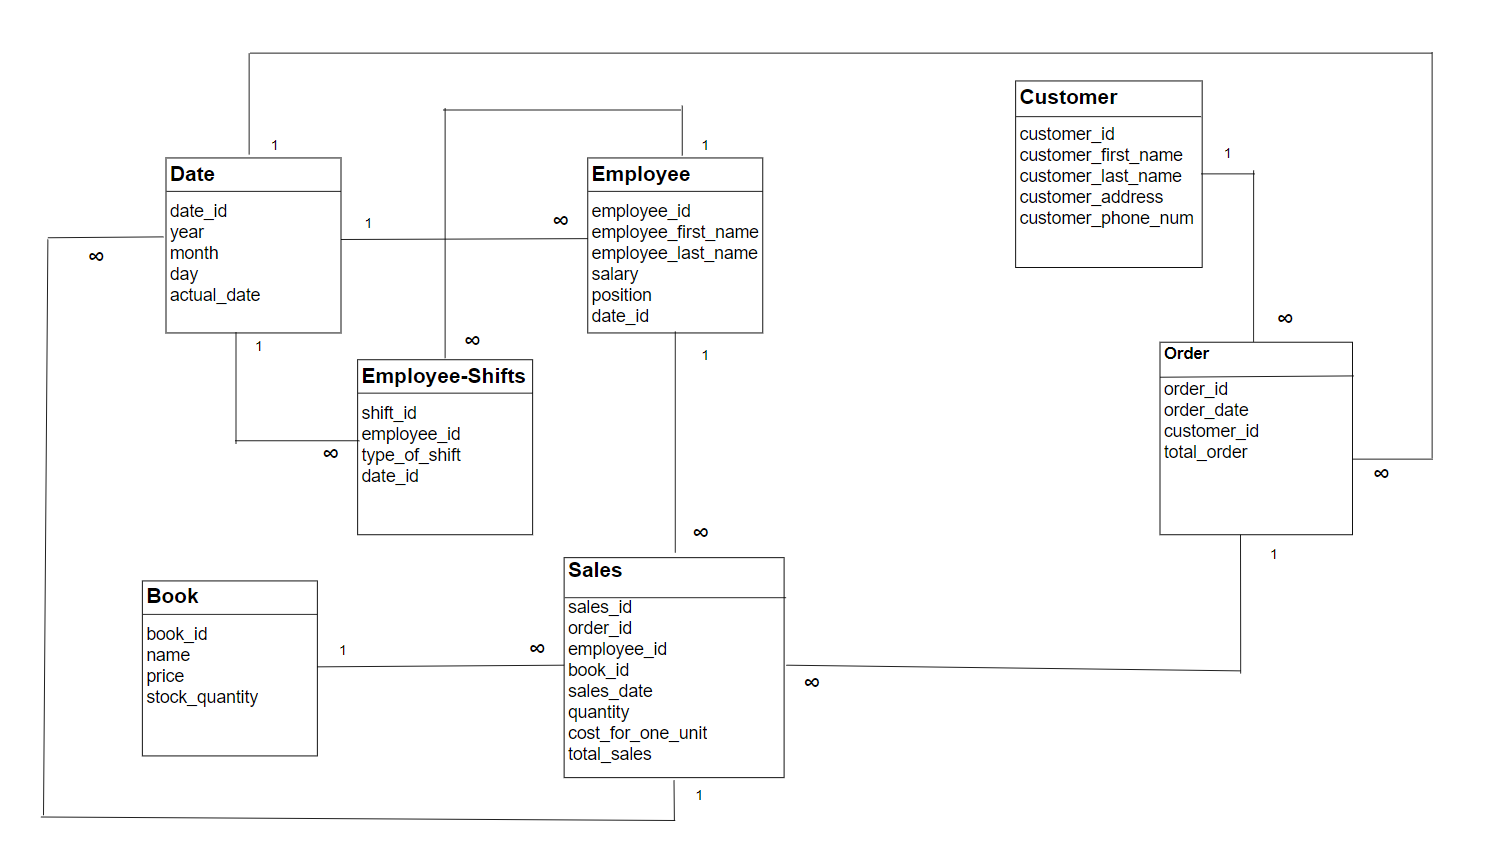 Customer
customer_id
customer_first_name
customer_last_name
customer_address
customer_phone_num
1
1
1
1
Date
date_id
year
month
day
actual_date
1
∞
Employee
employee_id
employee_first_name
employee_last_name
salary
position
date_id
∞
1
∞
1
∞
Employee-Shifts
shift_id
employee_id
type_of_shift
date_id
∞
Order
order_id
order_date
customer_id
total_order
∞
1
∞
Book
book_id
name
price
stock_quantity
1
∞
Sales
sales_id
order_id
employee_id
book_id
sales_date
quantity
cost_for_one_unit
total_sales
∞
1